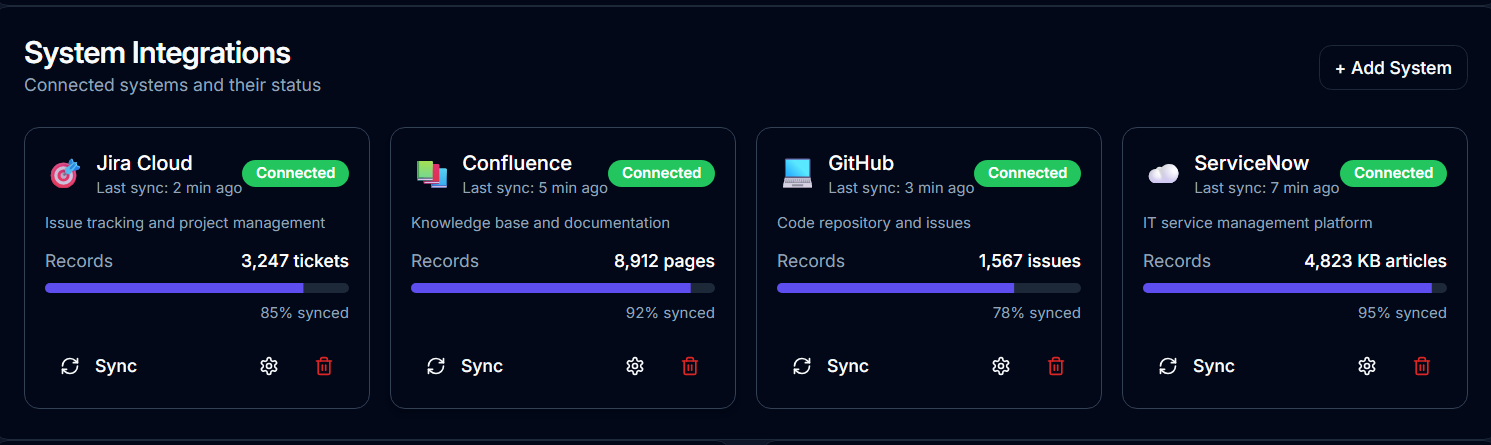 System Integrations
Connected systems and their status
+ Add System
Jira Cloud
Last sync: 2 min ago
Connected
Issue tracking and project management
Records 3,247 tickets
85% synced
Sync
Confluence
Last sync: 5 min ago
Connected
Knowledge base and documentation
Records 8,912 pages
92% synced
Sync
GitHub
Last sync: 3 min ago
Connected
Code repository and issues
Records 1,567 issues
78% synced
Sync
ServiceNow
Last sync: 7 min ago
Connected
IT service management platform
Records 4,823 KB articles
95% synced
Sync